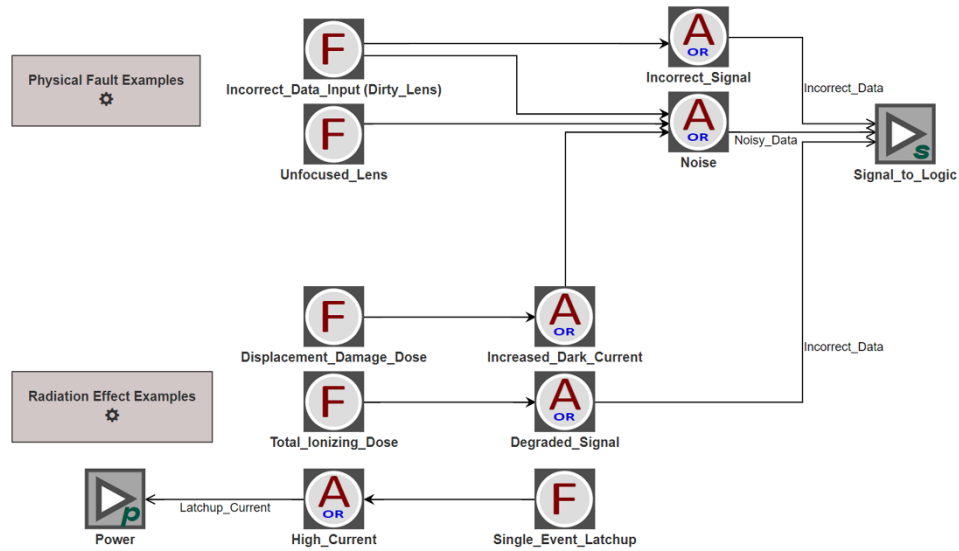 F
A
OR
Physical Fault Examples
Incorrect_Data_Input (Dirty_Lens)
Incorrect_Signal
Incorrect_Data
F
A
OR
Noisy_Data
s
Unfocused_Lens
Noise
Signal_to_Logic
F
A
OR
Displacement_Damage_Dose
Increased_Dark_Current
Incorrect_Data
Radiation Effect Examples
F
A
OR
Total_Ionizing_Dose
Degraded_Signal
p
Latchup_Current
A
OR
F
Power
High_Current
Single_Event_Latchup